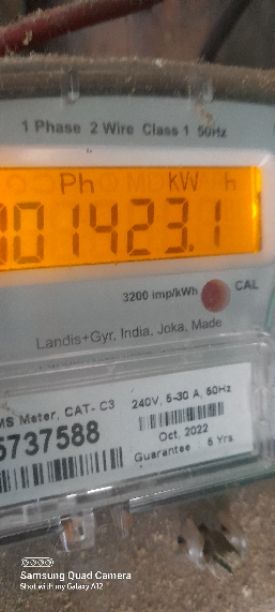 1 Phase 2 Wire Class 1 50Hz
Ph kW h
001423.1
3200 imp/kWh CAL
Landis+Gyr, India, Joka, Made
MS Meter, CAT- C3 240V, 5-30 A, 50Hz
5737588
Oct. 2022
Guarantee 5 Yrs
Samsung Quad Camera
Shot with my Galaxy A12